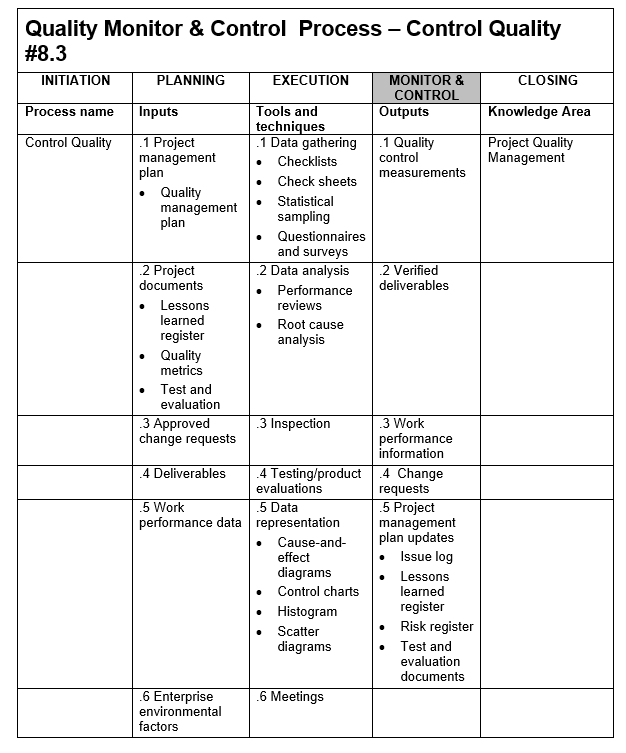 Quality Monitor & Control  Process – Control Quality
#8.3
INITIATION
PLANNING
EXECUTION
MONITOR &
CONTROL
CLOSING
Process name
Inputs
Tools and
techniques
Outputs
Knowledge Area
Control Quality
.1 Project
management
plan
• Quality
management
plan
.1 Data gathering
• Checklists
• Check sheets
• Statistical
sampling
• Questionnaires
and surveys
.1 Quality
control
measurements
Project Quality
Management
.2 Project
documents
• Lessons
learned
register
• Quality
metrics
• Test and
evaluation
.2 Data analysis
• Performance
reviews
• Root cause
analysis
.2 Verified
deliverables
.3 Approved
change requests
.3 Inspection
.3 Work
performance
information
.4 Deliverables
.4 Testing/product
evaluations
.4  Change
requests
.5 Work
performance data
.5 Data
representation
• Cause-and-
effect
diagrams
• Control charts
• Histogram
• Scatter
diagrams
.5 Project
management
plan updates
• Issue log
• Lessons
learned
register
• Risk register
• Test and
evaluation
documents
.6 Enterprise
environmental
factors
.6 Meetings